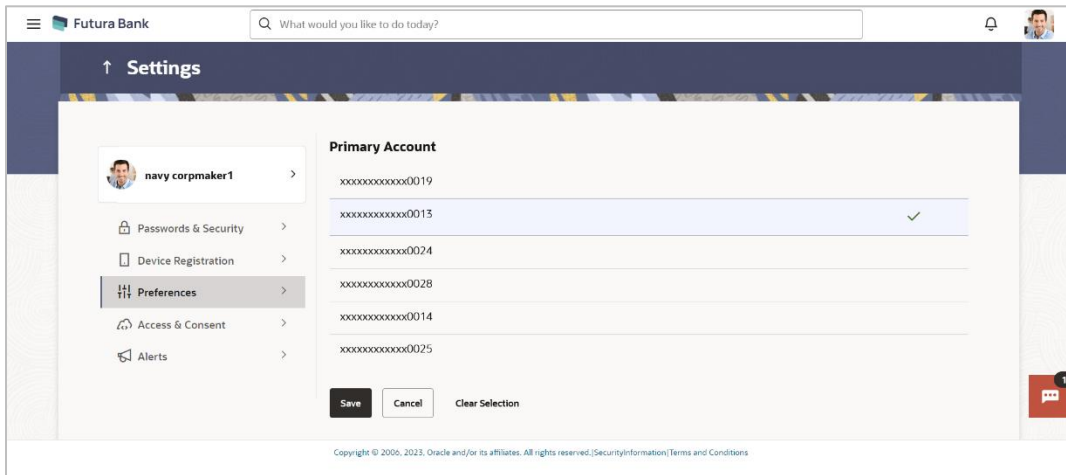 Futura Bank
What would you like to do today?
↑ Settings
navy corpmaker1
Passwords & Security
Device Registration
Preferences
Access & Consent
Alerts
Primary Account
xxxxxxxxxxxx0019
xxxxxxxxxxxx0013
xxxxxxxxxxxx0024
xxxxxxxxxxxx0028
xxxxxxxxxxxx0014
xxxxxxxxxxxx0025
Save Cancel Clear Selection
1
Copyright © 2006, 2023, Oracle and/or its affiliates. All rights reserved.|SecurityInformation|Terms and Conditions